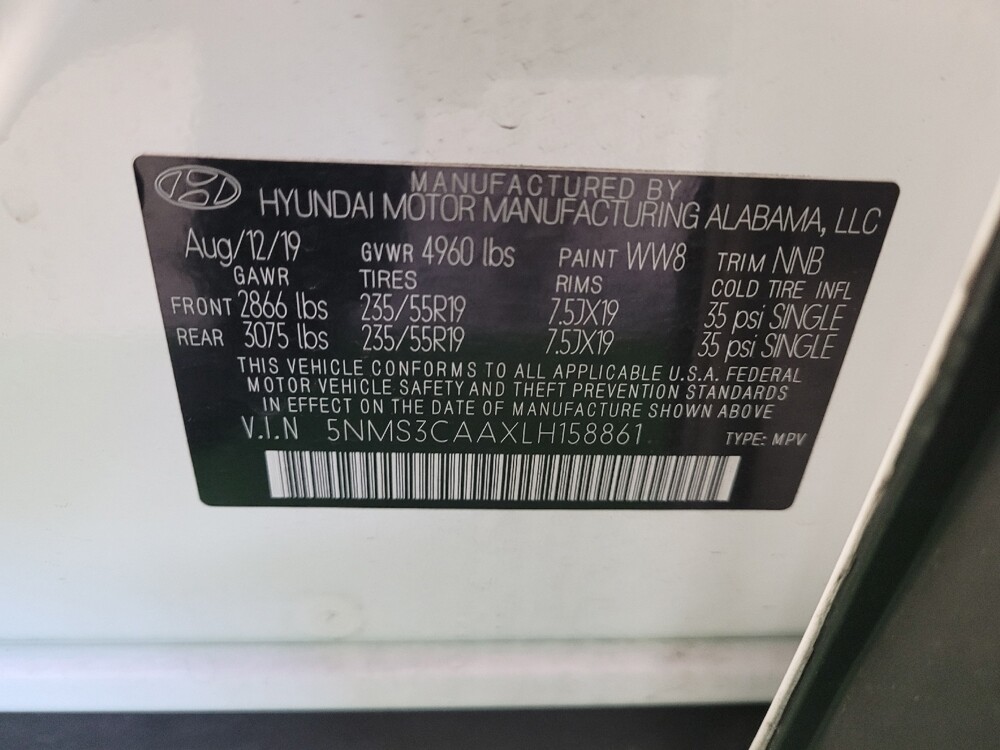 MANUFACTURED BY
HYUNDAI MOTOR MANUFACTURING ALABAMA, LLC
Aug/12/19 GVWR 4960 lbs PAINT WW8 TRIM NNB
GAWR TIRES RIMS COLD TIRE INFL
FRONT 2866 lbs 235/55R19 7.5JX19 35 psi SINGLE
REAR 3075 lbs 235/55R19 7.5JX19 35 psi SINGLE
THIS VEHICLE CONFORMS TO ALL APPLICABLE U.S.A. FEDERAL
MOTOR VEHICLE SAFETY AND THEFT PREVENTION STANDARDS
IN EFFECT ON THE DATE OF MANUFACTURE SHOWN ABOVE
V.I.N 5NMS3CAAXLH158861 TYPE: MPV